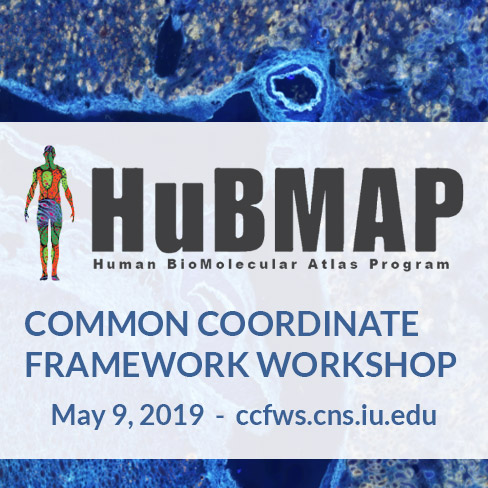 HuBMAP
Human BioMolecular Atlas Program
COMMON COORDINATE
FRAMEWORK WORKSHOP
May 9, 2019 - ccfws.cns.iu.edu